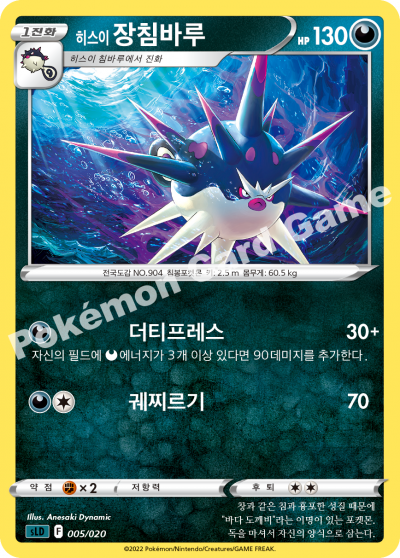 1진화 히스이 장침바루 HP 130
히스이 침바루에서 진화
전국도감 NO.904 침봉포켓몬 키: 2.5 m 몸무게: 60.5 kg
Pokémon Card Game
더티프레스 30+
자신의 필드에 에너지가 3개 이상 있다면 90데미지를 추가한다.
궤찌르기 70
약점 ×2 저항력 후퇴
Illus. Anesaki Dynamic
sLD F 005/020
창과 같은 침과 흉포한 성질 때문에
"바다 도깨비"라는 이명이 있는 포켓몬.
독을 마셔서 자신의 양식으로 삼는다.
©2022 Pokémon/Nintendo/Creatures/GAME FREAK.